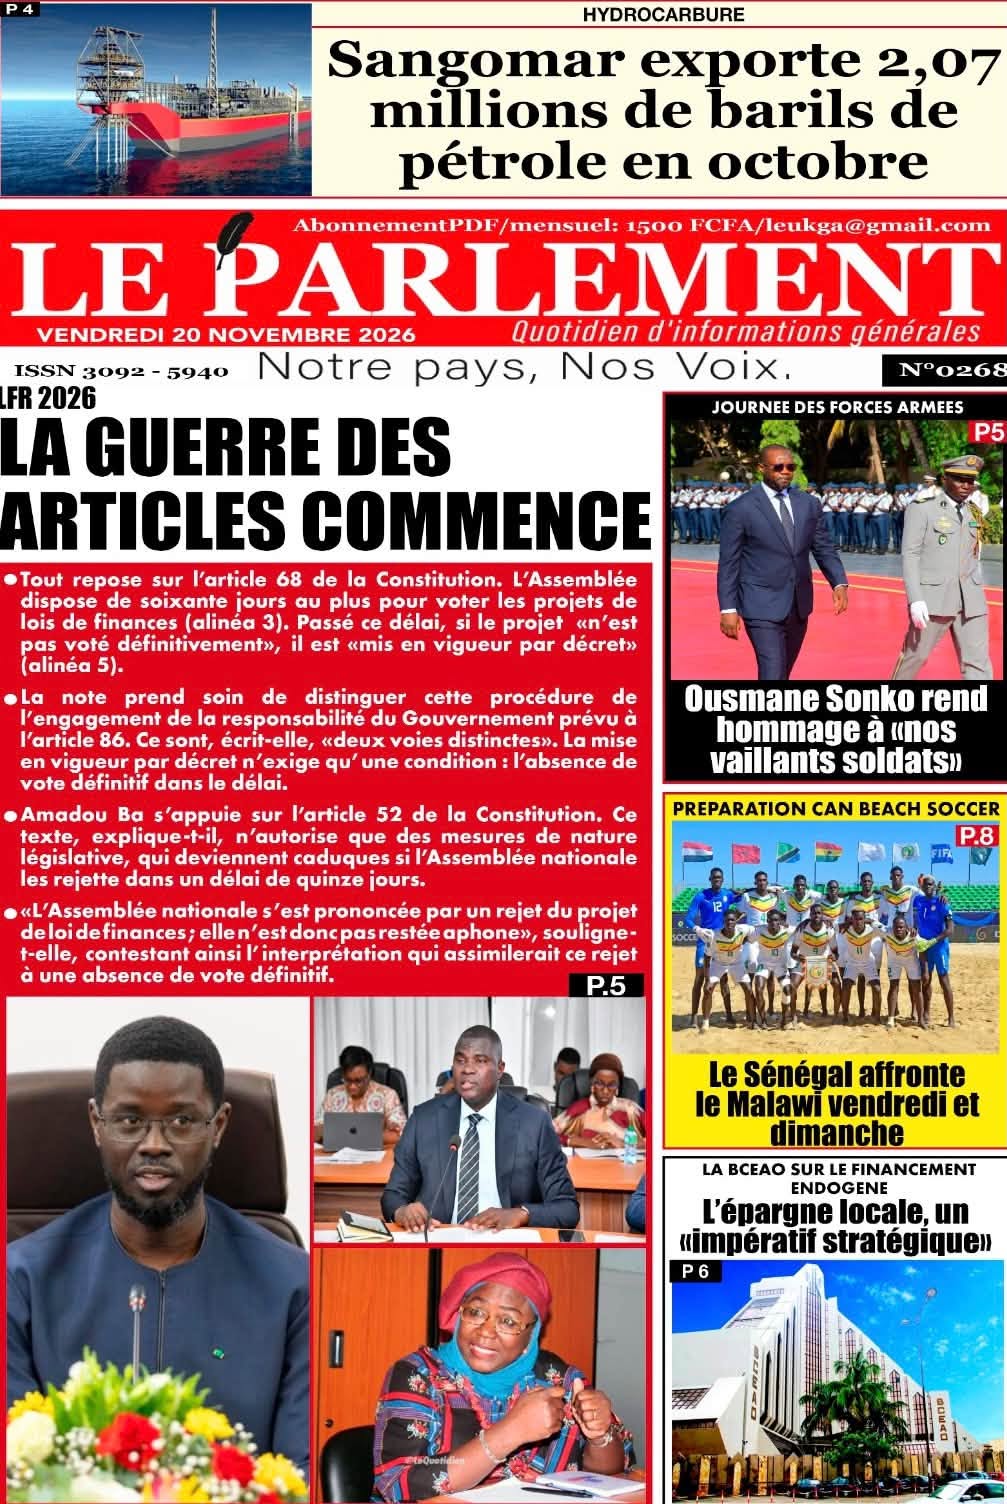 P 4
HYDROCARBURE
Sangomar exporte 2,07
millions de barils de
pétrole en octobre
AbonnementPDF/mensuel: 1500 FCFA/leukga@gmail.com
LE PARLEMENT
VENDREDI 20 NOVEMBRE 2026
Quotidien d'informations générales
ISSN 3092 - 5940
Notre pays, Nos Voix.
N°0268
LFR 2026
LA GUERRE DES
ARTICLES COMMENCE
●Tout repose sur l'article 68 de la Constitution. L'Assemblée
dispose de soixante jours au plus pour voter les projets de
lois de finances (alinéa 3). Passé ce délai, si le projet «n'est
pas voté définitivement», il est «mis en vigueur par décret»
(alinéa 5).
●La note prend soin de distinguer cette procédure de
l'engagement de la responsabilité du Gouvernement prévu à
l'article 86. Ce sont, écrit-elle, «deux voies distinctes». La mise
en vigueur par décret n'exige qu' une condition : l'absence de
vote définitif dans le délai.
●Amadou Ba s'appuie sur l'article 52 de la Constitution. Ce
texte, explique-t-il, n'autorise que des mesures de nature
législative, qui deviennent caduques si l'Assemblée nationale
les rejette dans un délai de quinze jours.
●«L'Assemblée nationale s'est prononcée par un rejet du projet
de loi de finances ; elle n'est donc pas restée aphone», souligne-
t-elle, contestant ainsi l' interprétation qui assimilerait ce rejet
à une absence de vote définitif.
P.5
@LeQuotidien
JOURNEE DES FORCES ARMEES
P5
Ousmane Sonko rend
hommage à «nos
vaillants soldats»
PREPARATION CAN BEACH SOCCER
P.8
FIFA
SOCCE
12
Le Sénégal affronte
le Malawi vendredi et
dimanche
LA BCEAO SUR LE FINANCEMENT
ENDOGENE
L'épargne locale, un
«impératif stratégique»
P 6
BCEAO
BCEAO